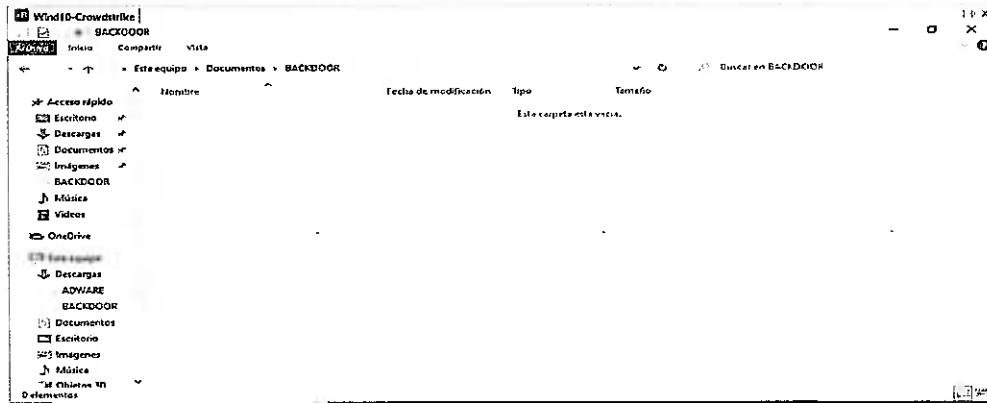 Wind10-Crowdstrike
BACKDOOR
Archivo Inicio Compartir Vista
Este equipo Documentos BACKDOOR Buscar en BACKDOOR
Nombre Fecha de modificación Tipo Tamaño
Esta carpeta está vacía.
Acceso rápido
Escritorio
Descargas
Documentos
Imágenes
BACKDOOR
Música
Videos
OneDrive
Este equipo
Descargas
ADWARE
BACKDOOR
Documentos
Escritorio
Imágenes
Música
Objetos 3D
0 elementos